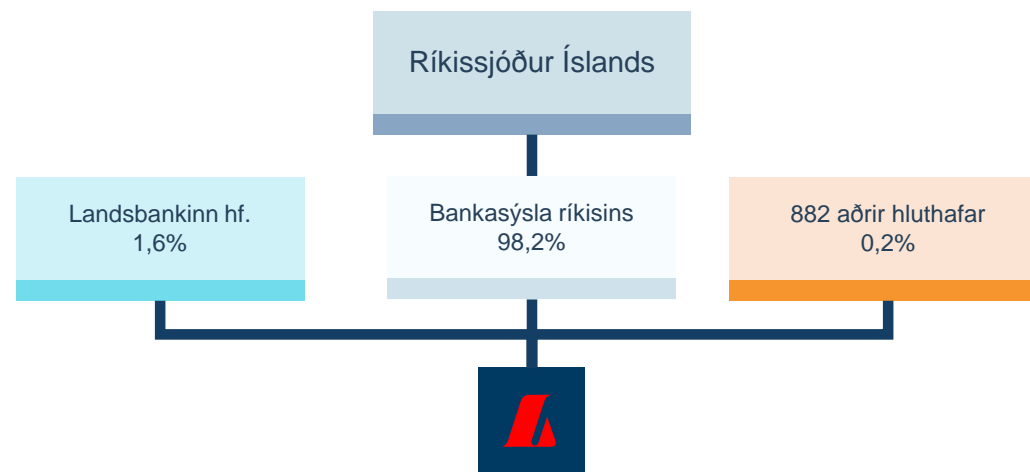 Ríkissjóður Íslands
Landsbankinn hf.
1,6%
Bankasýsla ríkisins
98,2%
882 aðrir hluthafar
0,2%